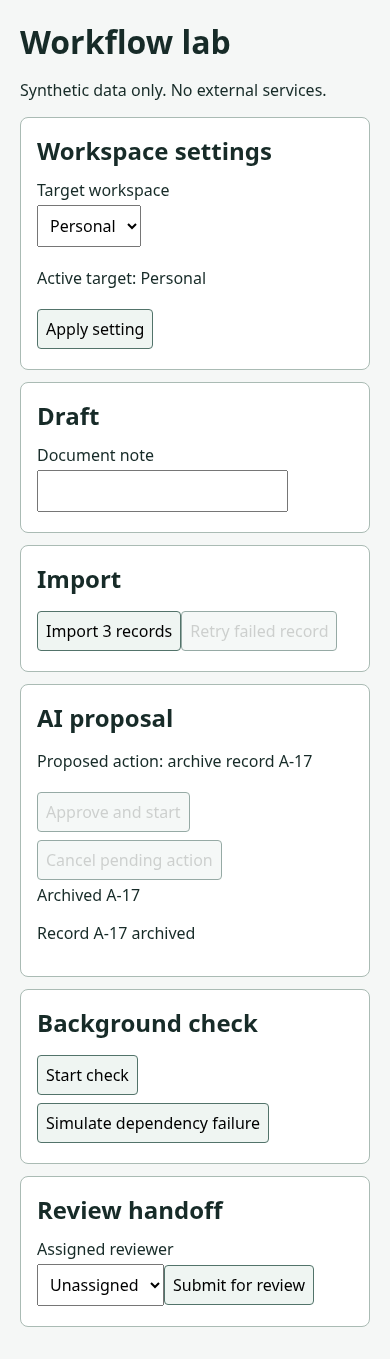 Workflow lab
Synthetic data only. No external services.
Workspace settings
Target workspace
Personal
Active target: Personal
Apply setting
Draft
Document note
Import
Import 3 records Retry failed record
AI proposal
Proposed action: archive record A-17
Approve and start
Cancel pending action
Archived A-17
Record A-17 archived
Background check
Start check
Simulate dependency failure
Review handoff
Assigned reviewer
Unassigned Submit for review